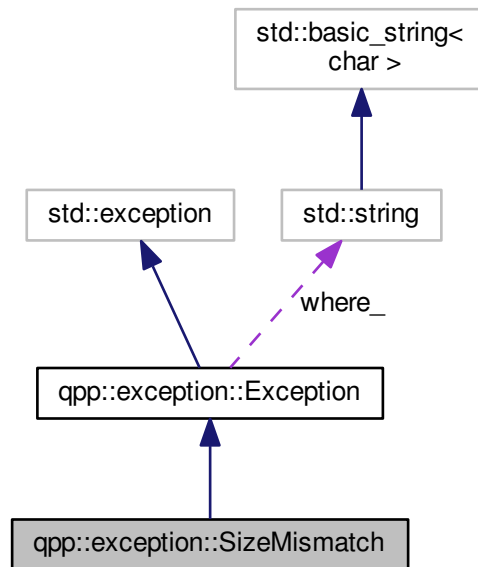 std::basic_string<
char >
std::exception
std::string
where_
qpp::exception::Exception
qpp::exception::SizeMismatch